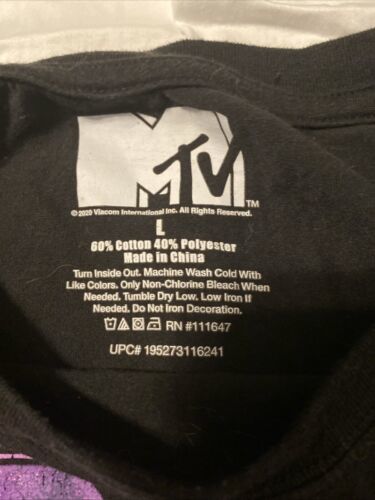 MTV
TM
© 2020 Viacom International Inc. All Rights Reserved.
L
60% Cotton 40% Polyester
Made in China
Turn Inside Out. Machine Wash Cold With
Like Colors. Only Non-Chlorine Bleach When
Needed. Tumble Dry Low. Low Iron If
Needed. Do Not Iron Decoration.
RN #111647
UPC# 195273116241